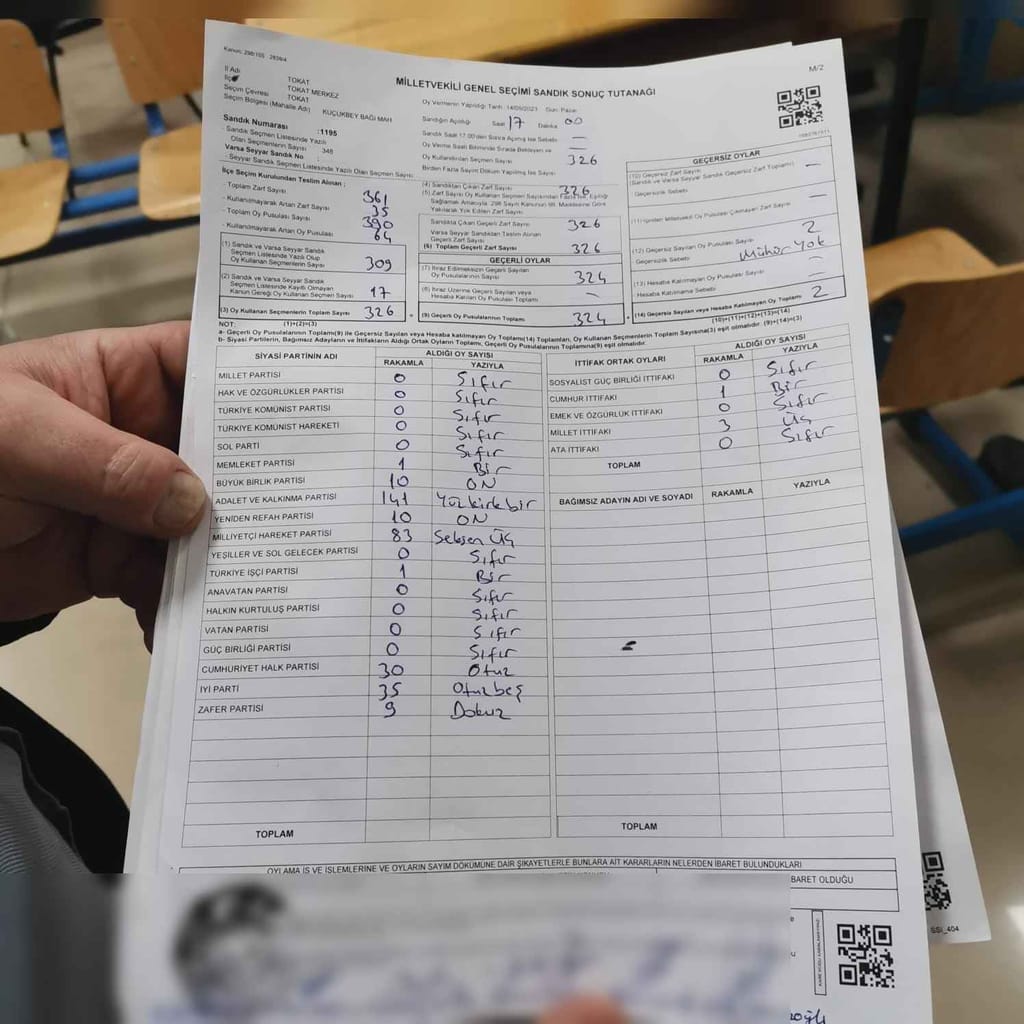 Kanun: 298/105 2839/4
M/2
MİLLETVEKİLİ GENEL SEÇİMİ SANDIK SONUÇ TUTANAĞI
İl Adı TOKAT
İlçe TOKAT MERKEZ
Seçim Çevresi TOKAT
Seçim Bölgesi (Mahalle Adı) KÜÇÜKBEY BAĞI MAH
Sandık Numarası :1195
- Sandık Seçmen Listesinde Yazılı
Olan Seçmenlerin Sayısı 348
Varsa Seyyar Sandık No :
- Seyyar Sandık Seçmen Listesinde Yazılı Olan Seçmen Sayısı
Oy Vermenin Yapıldığı Tarih 14/05/2023 Gün: Pazar
Sandığın Açıldığı Saat 17 Dakika 00
Sandık Saat 17:00'den Sonra Açılmış İse Sebebi —
Oy Verme Saati Bitiminde Sırada Bekleyen ve —
Oy Kullandırılan Seçmen Sayısı 326
Birden Fazla Sayım Döküm Yapılmış İse Sayısı
İlçe Seçim Kurulundan Teslim Alınan ;
- Toplam Zarf Sayısı 361
- Kullanılmayarak Artan Zarf Sayısı 35
- Toplam Oy Pusulası Sayısı 390
- Kullanılmayarak Artan Oy Pusulası 64
(1) Sandık ve Varsa Seyyar Sandık
Seçmen Listesinde Yazılı Olup
Oy Kullanan Seçmenlerin Sayısı 309
(2) Sandık ve Varsa Seyyar Sandık
Seçmen Listesinde Kayıtlı Olmayan
Kanun Gereği Oy Kullanan Seçmen Sayısı 17
(3) Oy Kullanan Seçmenlerin Toplam Sayısı 326
(1)+(2)=(3)
(4) Sandıktan Çıkan Zarf Sayısı 326
(5) Zarf Sayısı Oy Kullanan Seçmen Sayısından Fazla İse, Eşitliği
Sağlamak Amacıyla, 298 Sayılı Kanunun 98. Maddesine Göre
Yakılarak Yok Edilen Zarf Sayısı
Sandıkta Çıkan Geçerli Zarf Sayısı 326
Varsa Seyyar Sandıktan Teslim Alınan
Geçerli Zarf Sayısı
(6) Toplam Geçerli Zarf Sayısı 326
GEÇERLİ OYLAR
(7) İtiraz Edilmeksizin Geçerli Sayılan
Oy Pusulalarının Sayısı 324
(8) İtiraz Üzerine Geçerli Sayılan veya
Hesaba Katılan Oy Pusulası Toplamı —
(9) Geçerli Oy Pusulalarının Toplamı 324
GEÇERSİZ OYLAR
(10) Geçersiz Zarf Sayısı —
(Sandık ve Varsa Seyyar Sandık Geçersiz Zarf Toplamı)
Geçersizlik Sebebi —
(11) İçinden Milletvekili Oy Pusulası Çıkmayan Zarf Sayısı —
(12) Geçersiz Sayılan Oy Pusulası Sayısı 2
Geçersizlik Sebebi Mühür Yok
(13) Hesaba Katılmayan Oy Pusulası Sayısı —
Hesaba Katılmama Sebebi —
(14) Geçersiz Sayılan veya Hesaba Katılmayan Oy Toplamı 2
(10)+(11)+(12)+(13)=(14)
NOT:
a- Geçerli Oy Pusulalarının Toplamı(9) ile Geçersiz Sayılan veya Hesaba katılmayan Oy Toplamı(14) Toplamları, Oy Kullanan Seçmenlerin Toplam Sayısına(3) eşit olmalıdır. (9)+(14)=(3)
b- Siyasi Partilerin, Bağımsız Adayların ve İttifakların Aldığı Ortak Oyların Toplamı, Geçerli Oy Pusulalarının Toplamına(9) eşit olmalıdır.
SİYASİ PARTİNİN ADI ALDIĞI OY SAYISI
RAKAMLA YAZIYLA
MİLLET PARTİSİ 0 Sıfır
HAK VE ÖZGÜRLÜKLER PARTİSİ 0 Sıfır
TÜRKİYE KOMÜNİST PARTİSİ 0 Sıfır
TÜRKİYE KOMÜNİST HAREKETİ 0 Sıfır
SOL PARTİ 0 Sıfır
MEMLEKET PARTİSİ 1 Bir
BÜYÜK BİRLİK PARTİSİ 10 ON
ADALET VE KALKINMA PARTİSİ 141 Yüzkirkbir
YENİDEN REFAH PARTİSİ 10 ON
MİLLİYETÇİ HAREKET PARTİSİ 83 Seksen Üç
YEŞİLLER VE SOL GELECEK PARTİSİ 0 Sıfır
TÜRKİYE İŞÇİ PARTİSİ 1 Bir
ANAVATAN PARTİSİ 0 Sıfır
HALKIN KURTULUŞ PARTİSİ 0 Sıfır
VATAN PARTİSİ 0 Sıfır
GÜÇ BİRLİĞİ PARTİSİ 0 Sıfır
CUMHURİYET HALK PARTİSİ 30 Otuz
İYİ PARTİ 35 Otuzbeş
ZAFER PARTİSİ 9 Dokuz
TOPLAM
İTTİFAK ORTAK OYLARI ALDIĞI OY SAYISI
RAKAMLA YAZIYLA
SOSYALİST GÜÇ BİRLİĞİ İTTİFAKI 0 Sıfır
CUMHUR İTTİFAKI 1 Bir
EMEK VE ÖZGÜRLÜK İTTİFAKI 0 Sıfır
MİLLET İTTİFAKI 3 Üç
ATA İTTİFAKI 0 Sıfır
TOPLAM
BAĞIMSIZ ADAYIN ADI VE SOYADI RAKAMLA YAZIYLA
TOPLAM
OYLAMA İŞ VE İŞLEMLERİNE VE OYLARIN SAYIM DÖKÜMÜNE DAİR ŞİKAYETLERLE BUNLARA AİT KARARLARIN NELERDEN İBARET BULUNDUKLARI
BARET OLDUĞU
SSİ_404